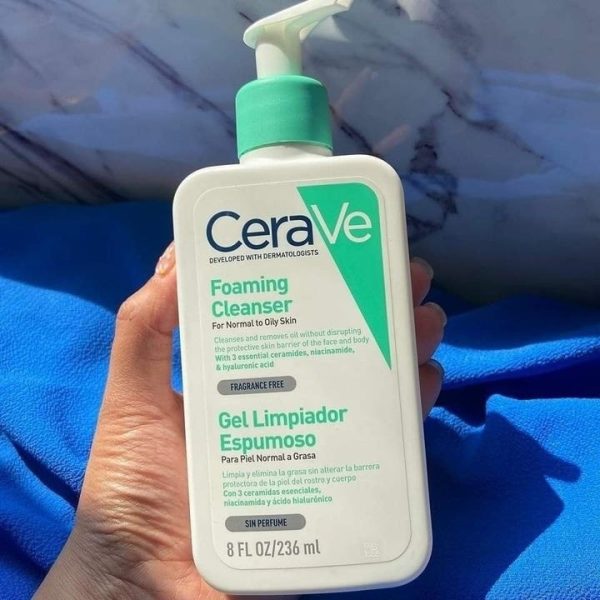 CeraVe
DEVELOPED WITH DERMATOLOGISTS
Foaming
Cleanser
For Normal to Oily Skin
Cleanses and removes oil without disrupting
the protective skin barrier of the face and body
With 3 essential ceramides, niacinamide,
& hyaluronic acid
FRAGRANCE FREE
Gel Limpiador
Espumoso
Para Piel Normal a Grasa
Limpia y elimina la grasa sin alterar la barrera
protectora de la piel del rostro y cuerpo
Con 3 ceramidas esenciales,
niacinamida y ácido hialurónico
SIN PERFUME
8 FL OZ/236 ml